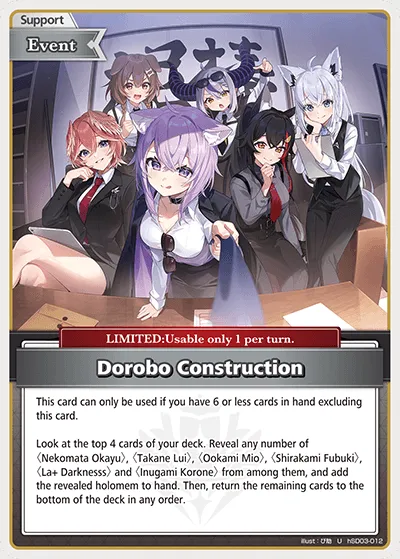 Support
Event
LIMITED:Usable only 1 per turn.
Dorobo Construction
This card can only be used if you have 6 or less cards in hand excluding
this card.
Look at the top 4 cards of your deck. Reveal any number of
〈Nekomata Okayu〉, 〈Takane Lui〉, 〈Ookami Mio〉, 〈Shirakami Fubuki〉,
〈La+ Darknesss〉 and 〈Inugami Korone〉 from among them, and add
the revealed holomem to hand. Then, return the remaining cards to the
bottom of the deck in any order.
illust：び助 U hSD03-012